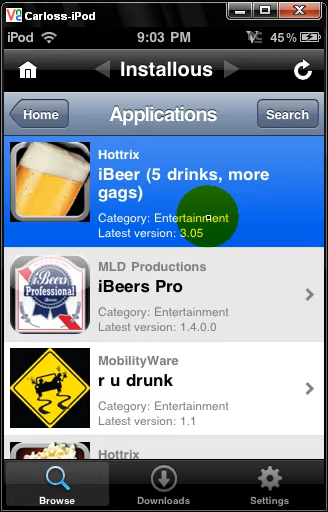 Carloss-iPod
iPod 9:03 PM 45%
Installous
Home Applications Search
Hottrix
iBeer (5 drinks, more
gags)
Category: Entertainment
Latest version: 3.05
MLD Productions
iBeers Pro
Category: Entertainment
Latest version: 1.4.0.0
iBeers
Professional
MobilityWare
r u drunk
Category: Entertainment
Latest version: 1.1
Hottrix
Browse Downloads Settings